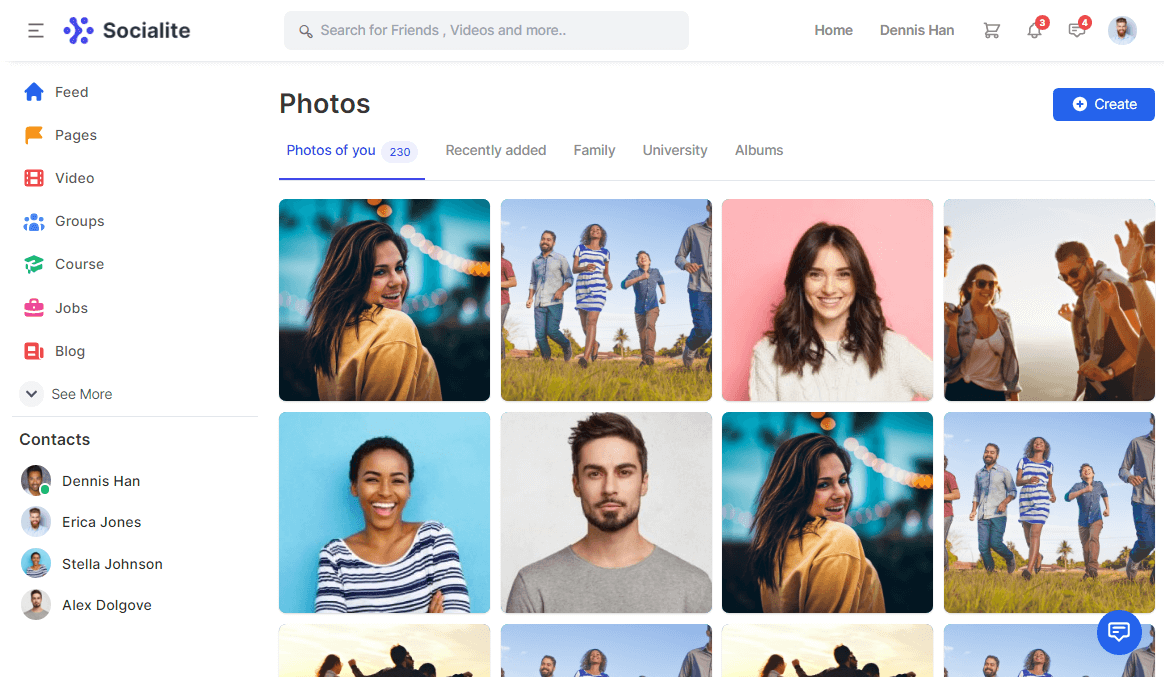 Socialite
Search for Friends , Videos and more..
Home
Dennis Han
3
4
Feed
Pages
Video
Groups
Course
Jobs
Blog
See More
Contacts
Dennis Han
Erica Jones
Stella Johnson
Alex Dolgove
Photos
Create
Photos of you 230
Recently added
Family
University
Albums